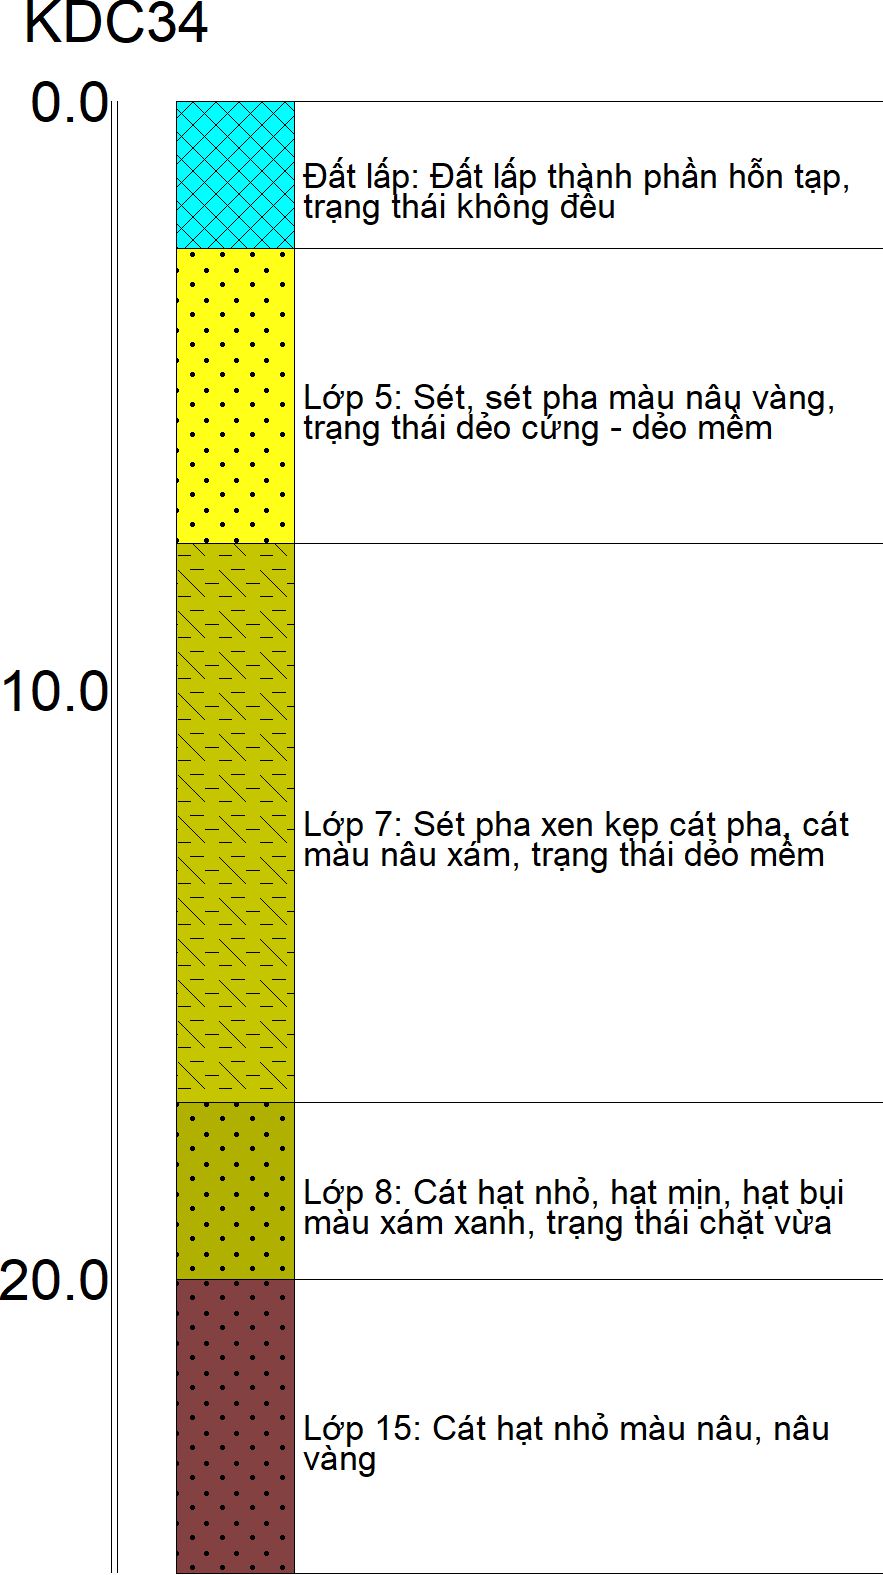 KDC34
0.0
Đất lấp: Đất lấp thành phần hỗn tạp,
trạng thái không đều
Lớp 5: Sét, sét pha màu nâu vàng,
trạng thái dẻo cứng - dẻo mềm
10.0
Lớp 7: Sét pha xen kẹp cát pha, cát
màu nâu xám, trạng thái dẻo mềm
Lớp 8: Cát hạt nhỏ, hạt mịn, hạt bụi
màu xám xanh, trạng thái chặt vừa
20.0
Lớp 15: Cát hạt nhỏ màu nâu, nâu
vàng